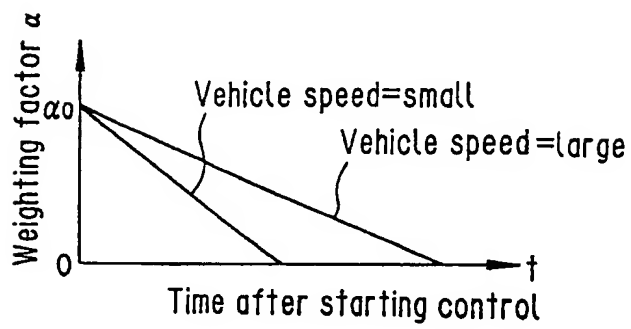 Weighting factor α
α0
Vehicle speed=small
Vehicle speed=large
0
t
Time after starting control